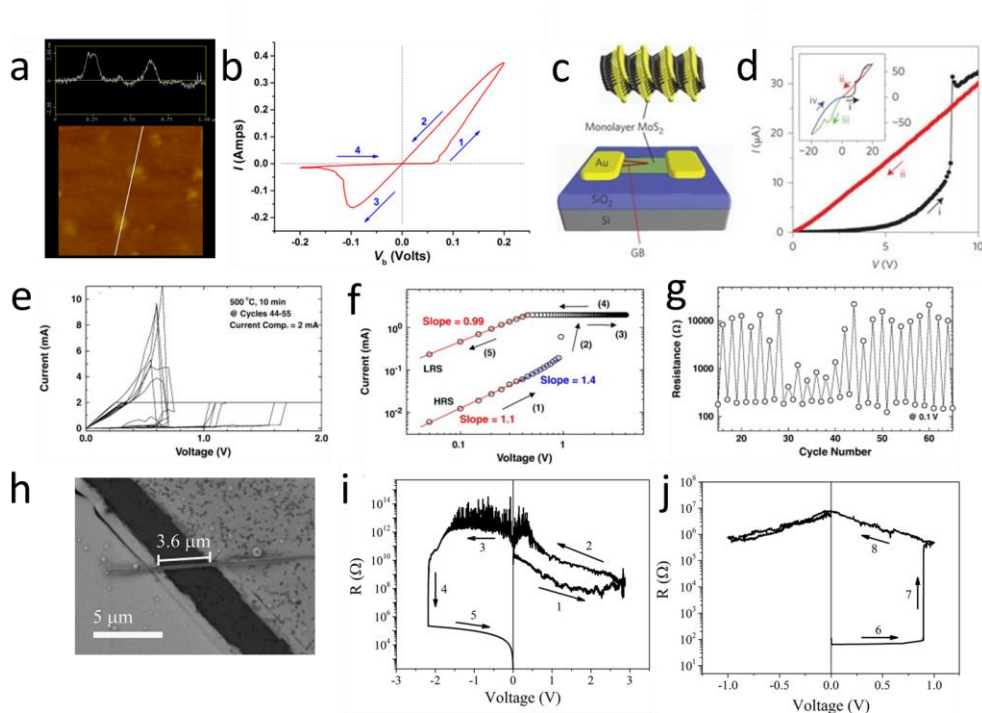 a
b
I (Amps)
0.4
0.3
0.2
0.1
0.0
-0.1
-0.2
-0.2
-0.1
0.0
0.1
0.2
V_b (Volts)
1
2
3
4
c
Monolayer MoS2
Au
SiO2
Si
GB
d
I (μA)
30
20
10
0
0
5
10
V (V)
50
0
-50
-20
0
20
i
ii
iii
iv
ii
i
e
Current (mA)
10
8
6
4
2
0
0.0
1.0
2.0
Voltage (V)
500 °C, 10 min
@ Cycles 44-55
Current Comp. = 2 mA
f
Current (mA)
10^0
10^-1
10^-2
0.1
1
Voltage (V)
Slope = 0.99
(4)
(3)
(2)
(5)
LRS
Slope = 1.4
HRS
(1)
Slope = 1.1
g
Resistance (Ω)
10000
1000
100
20
30
40
50
60
Cycle Number
@ 0.1 V
h
3.6 μm
5 μm
i
R (Ω)
10^14
10^12
10^10
10^8
10^6
10^4
-3
-2
-1
0
1
2
3
Voltage (V)
3
2
1
4
5
j
R (Ω)
10^8
10^7
10^6
10^5
10^4
10^3
10^2
10^1
-1.0
-0.5
0.0
0.5
1.0
Voltage (V)
8
7
6